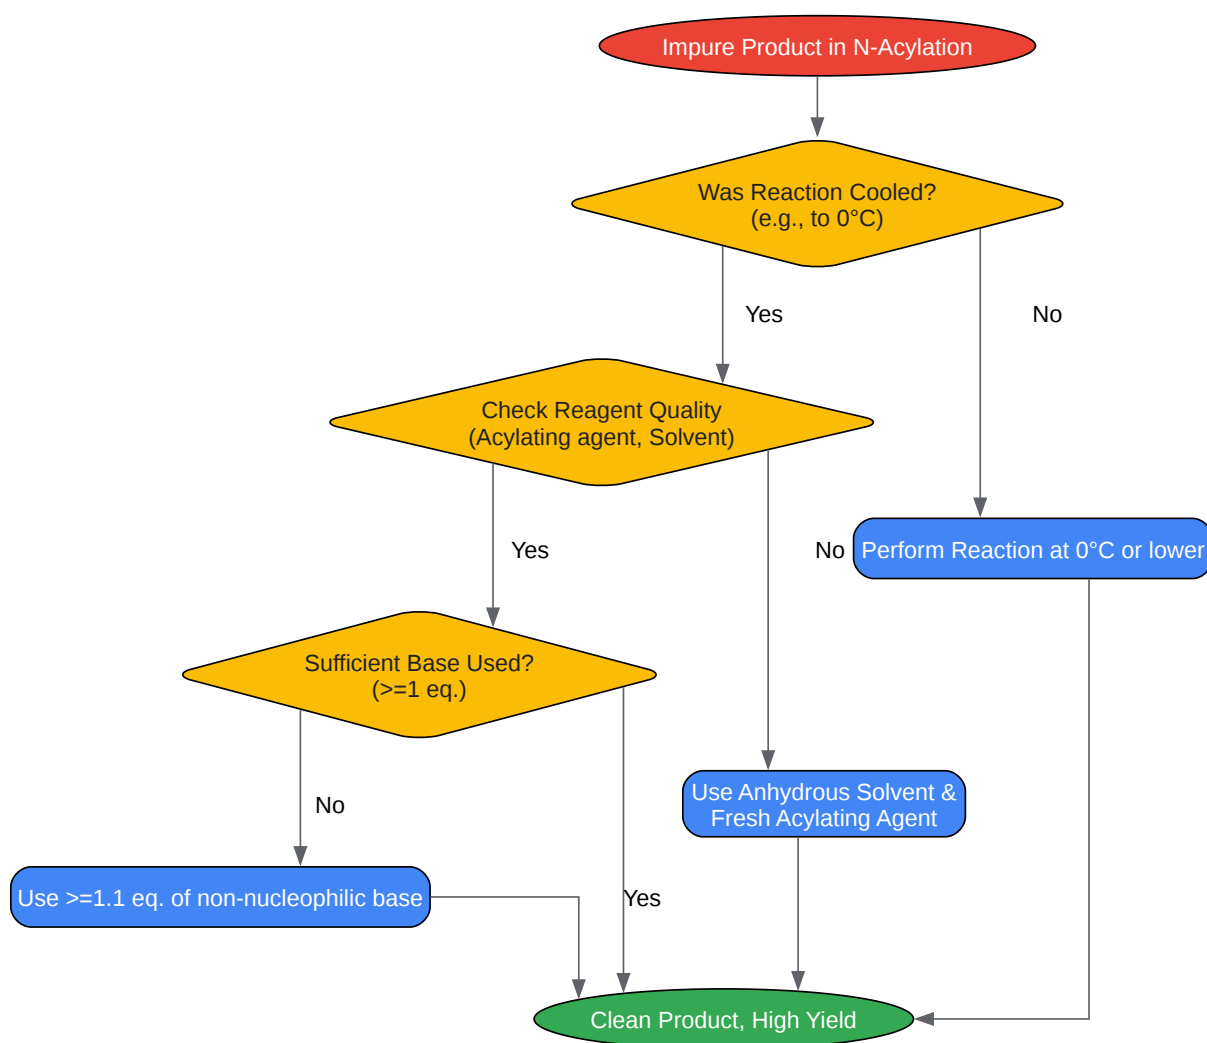 Impure Product in N-Acylation
Was Reaction Cooled?
(e.g., to 0°C)
Yes
No
Check Reagent Quality
(Acylating agent, Solvent)
Yes
No
Perform Reaction at 0°C or lower
Sufficient Base Used?
(>=1 eq.)
No
Use Anhydrous Solvent &
Fresh Acylating Agent
Use >=1.1 eq. of non-nucleophilic base
Yes
Clean Product, High Yield